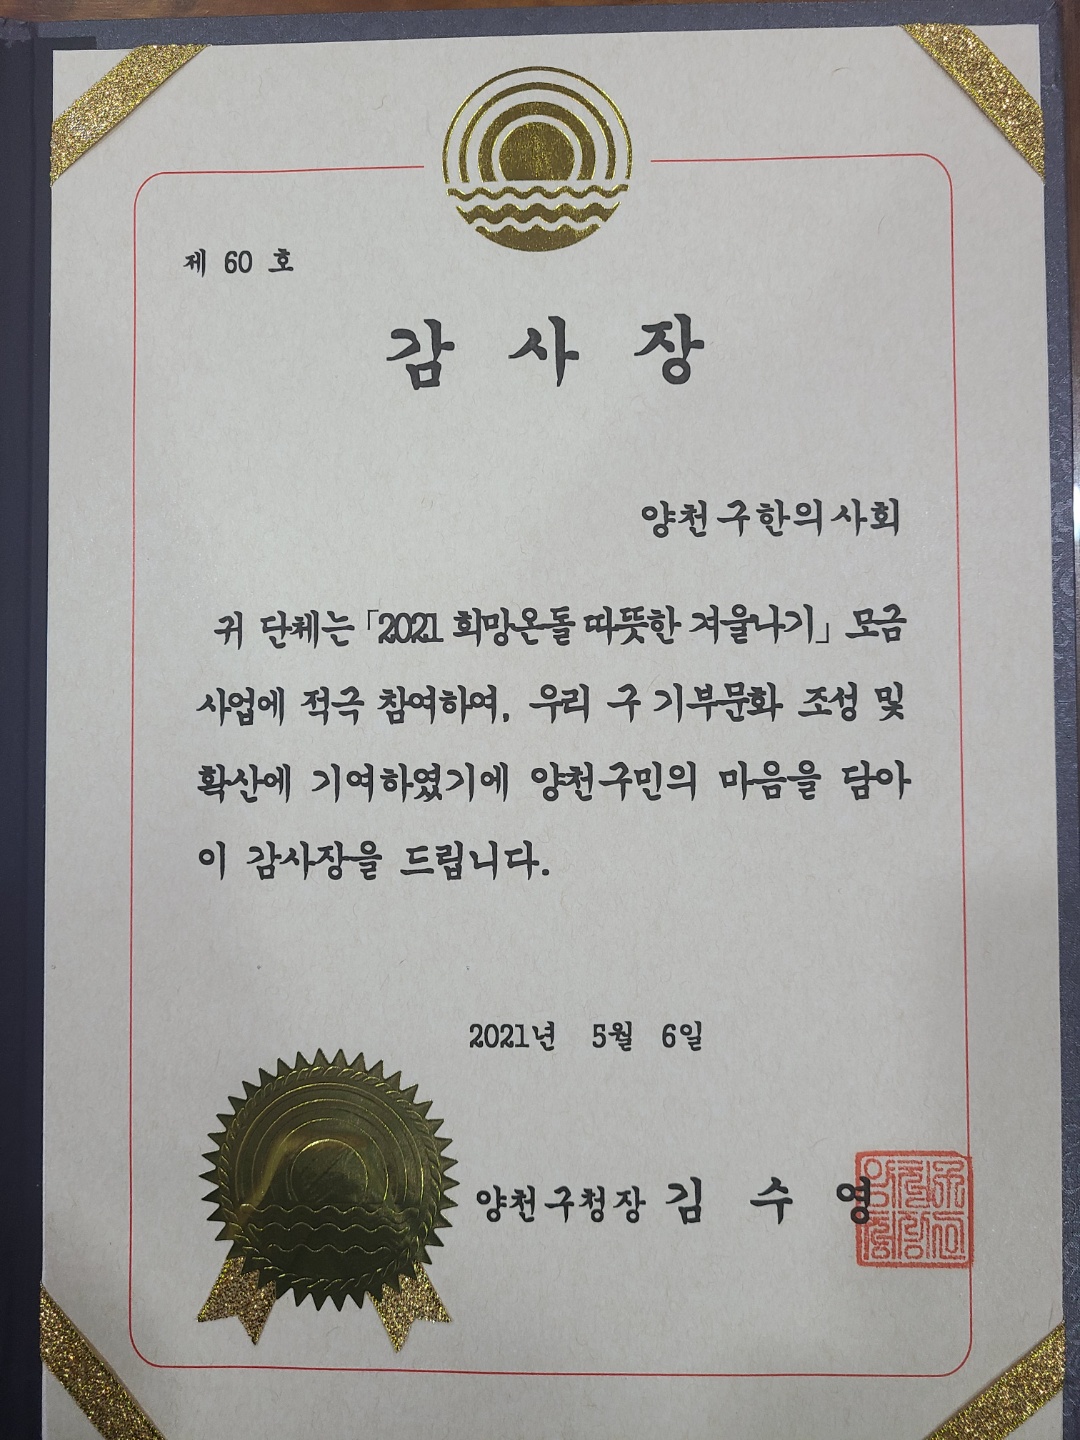 제 60 호
감 사 장
양천구한의사회
귀 단체는 「2021 희망온돌 따뜻한 겨울나기」 모금
사업에 적극 참여하여, 우리 구 기부문화 조성 및
확산에 기여하였기에 양천구민의 마음을 담아
이 감사장을 드립니다.
2021년 5월 6일
양천구청장 김 수 영